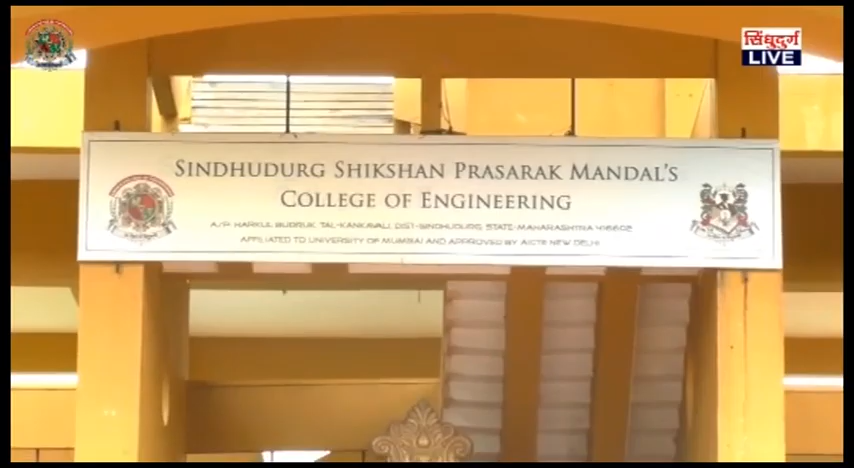 सिंधुदुर्ग
LIVE
SINDHUDURG SHIKSHAN PRASARAK MANDAL'S
COLLEGE OF ENGINEERING
A/P. HARKUL BUDRUK, TAL-KANKAVALI, DIST-SINDHUDURG, STATE-MAHARASHTRA 416602
AFFILIATED TO UNIVERSITY OF MUMBAI AND APPROVED BY AICTE NEW DELHI